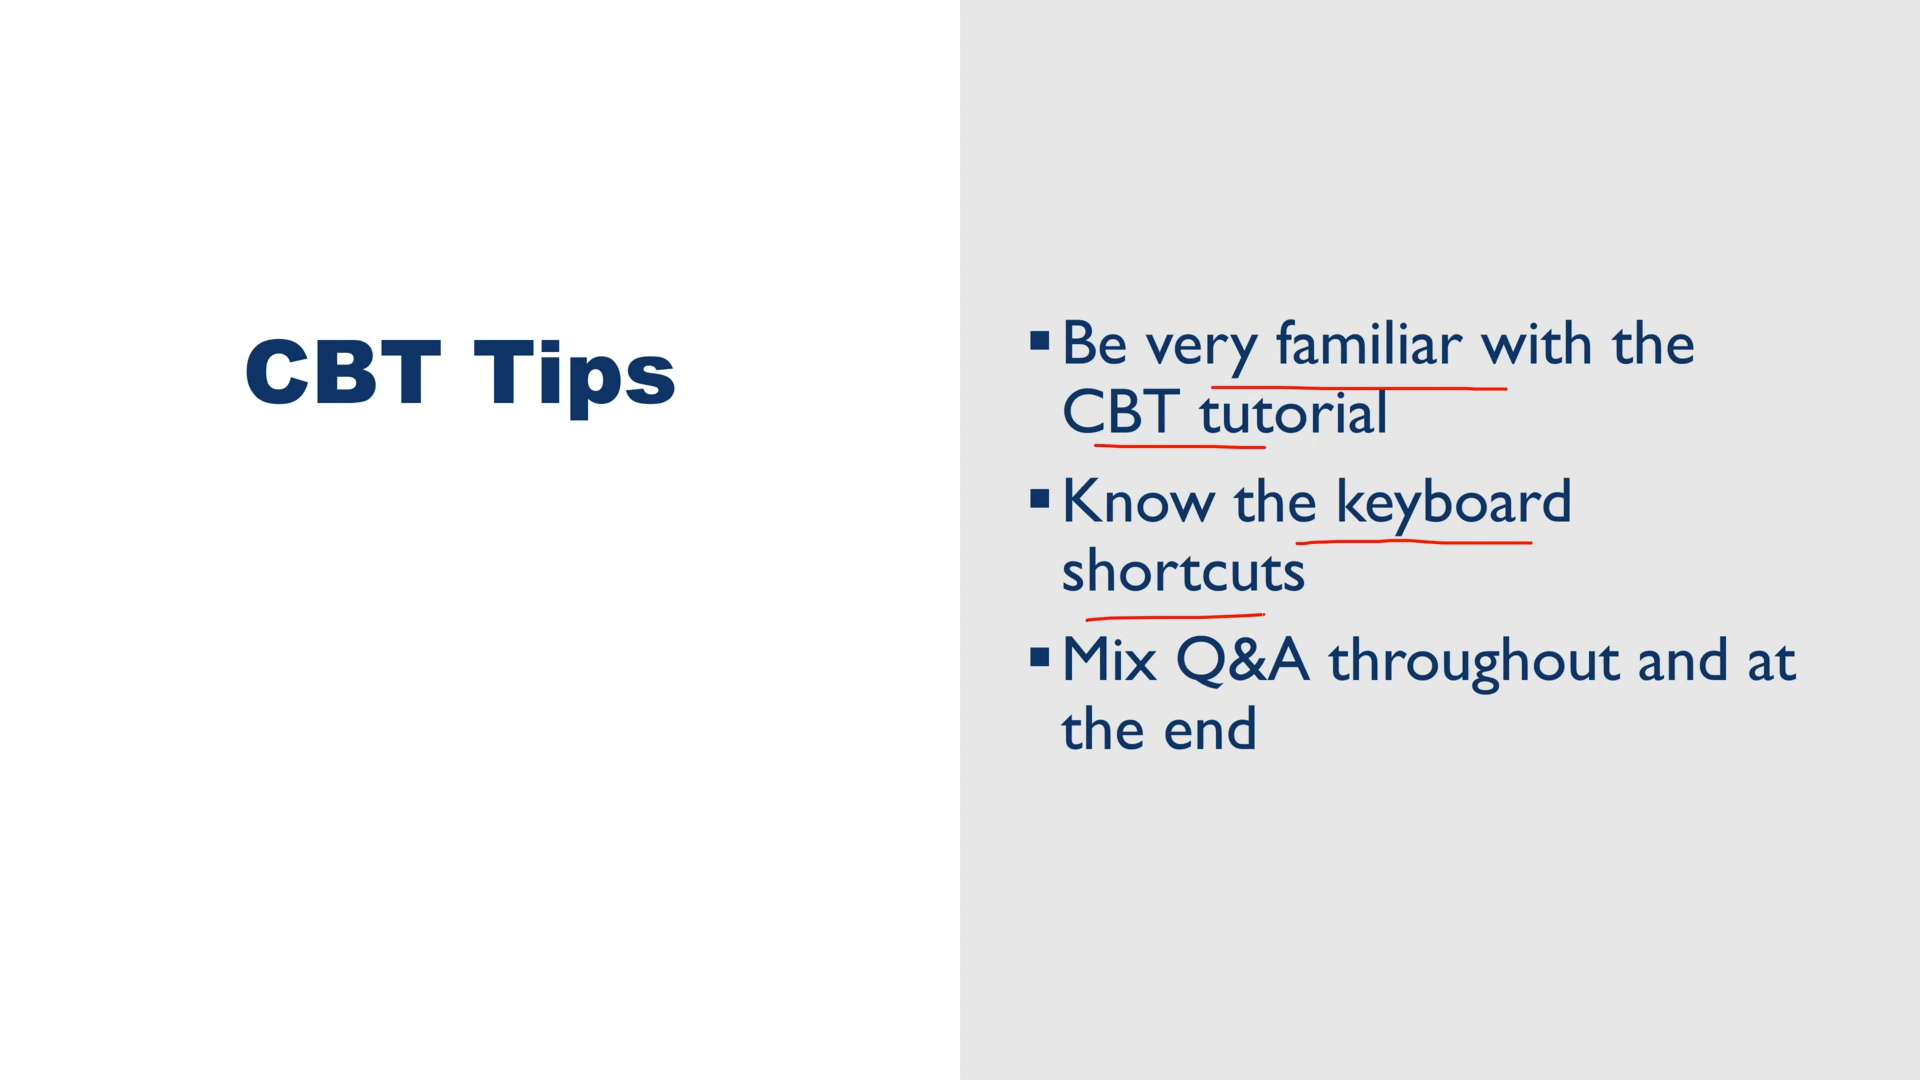 CBT Tips
▪ Be very familiar with the
CBT tutorial
▪ Know the keyboard
shortcuts
▪ Mix Q&A throughout and at
the end